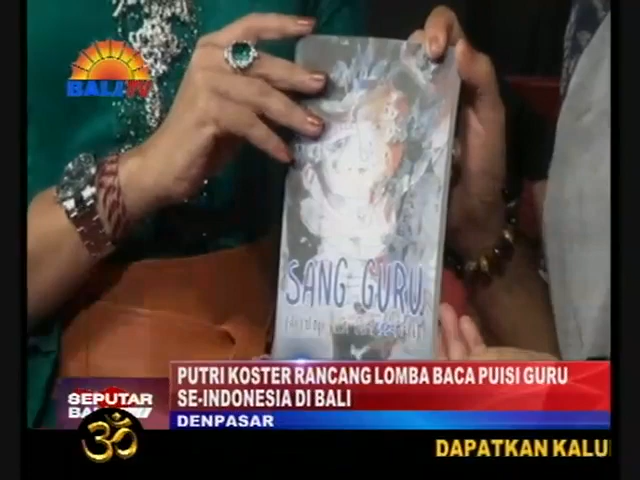 BALI TV
SANG GURU
PUTRI KOSTER RANCANG LOMBA BACA PUISI GURU
SE-INDONESIA DI BALI
SEPUTAR
DENPASAR
DAPATKAN KALU